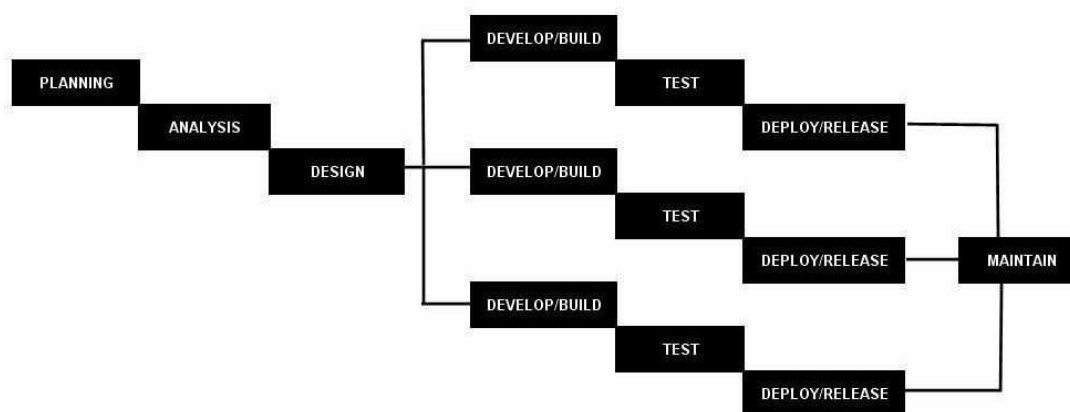 PLANNING
ANALYSIS
DESIGN
DEVELOP/BUILD
TEST
DEPLOY/RELEASE
DEVELOP/BUILD
TEST
DEPLOY/RELEASE
DEVELOP/BUILD
TEST
DEPLOY/RELEASE
MAINTAIN